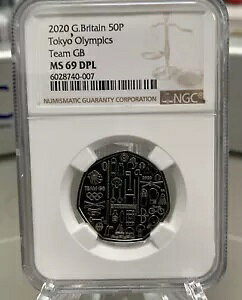 2020 G.Britain 50P
Tokyo Olympics
Team GB
MS 69 DPL
6028740-007
NUMISMATIC GUARANTY CORPORATION
NGC
TEAM GB
2020